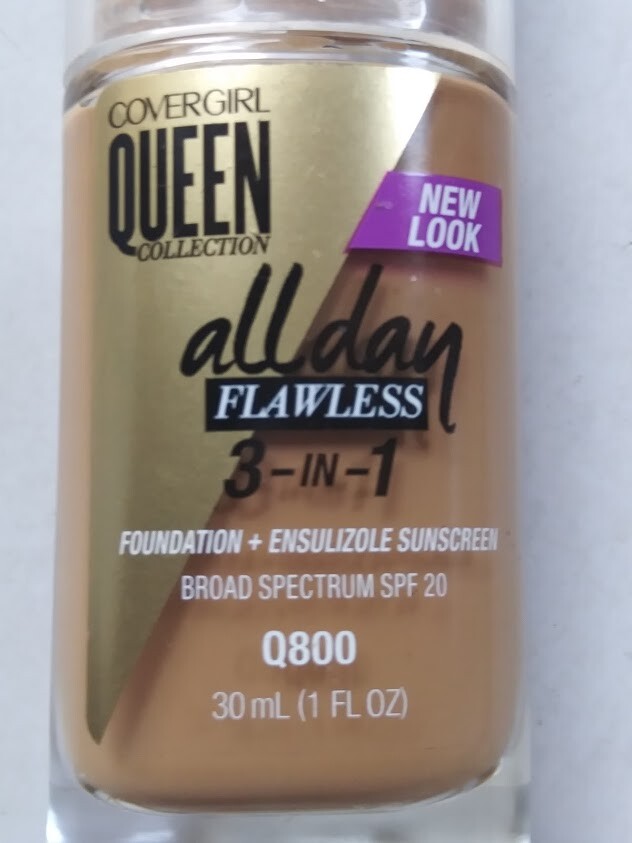 COVERGIRL
QUEEN
COLLECTION
NEW
LOOK
all day
FLAWLESS
3-IN-1
FOUNDATION + ENSULIZOLE SUNSCREEN
BROAD SPECTRUM SPF 20
Q800
30 mL (1 FL OZ)